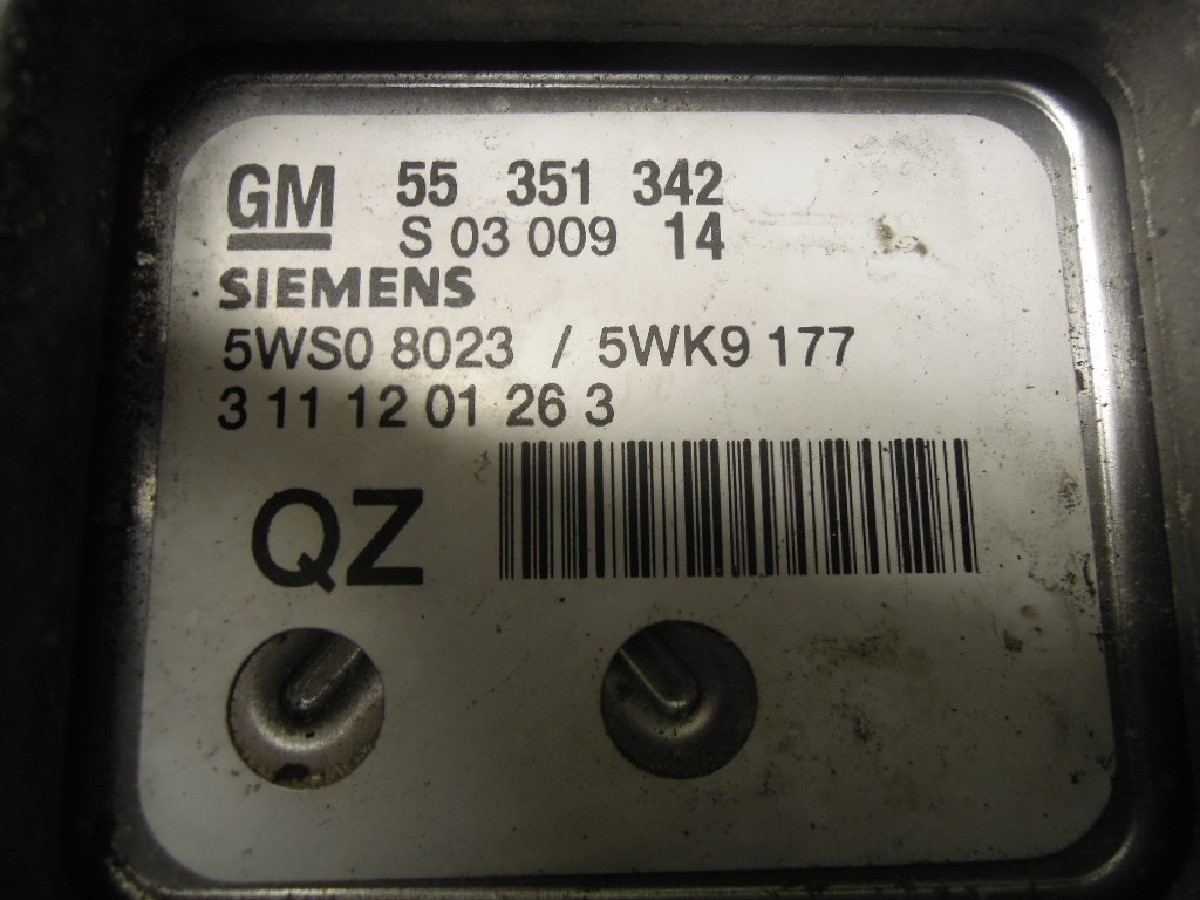 GM 55 351 342
S 03 009 14
SIEMENS
5WS0 8023 / 5WK9 177
3 11 12 01 26 3
QZ